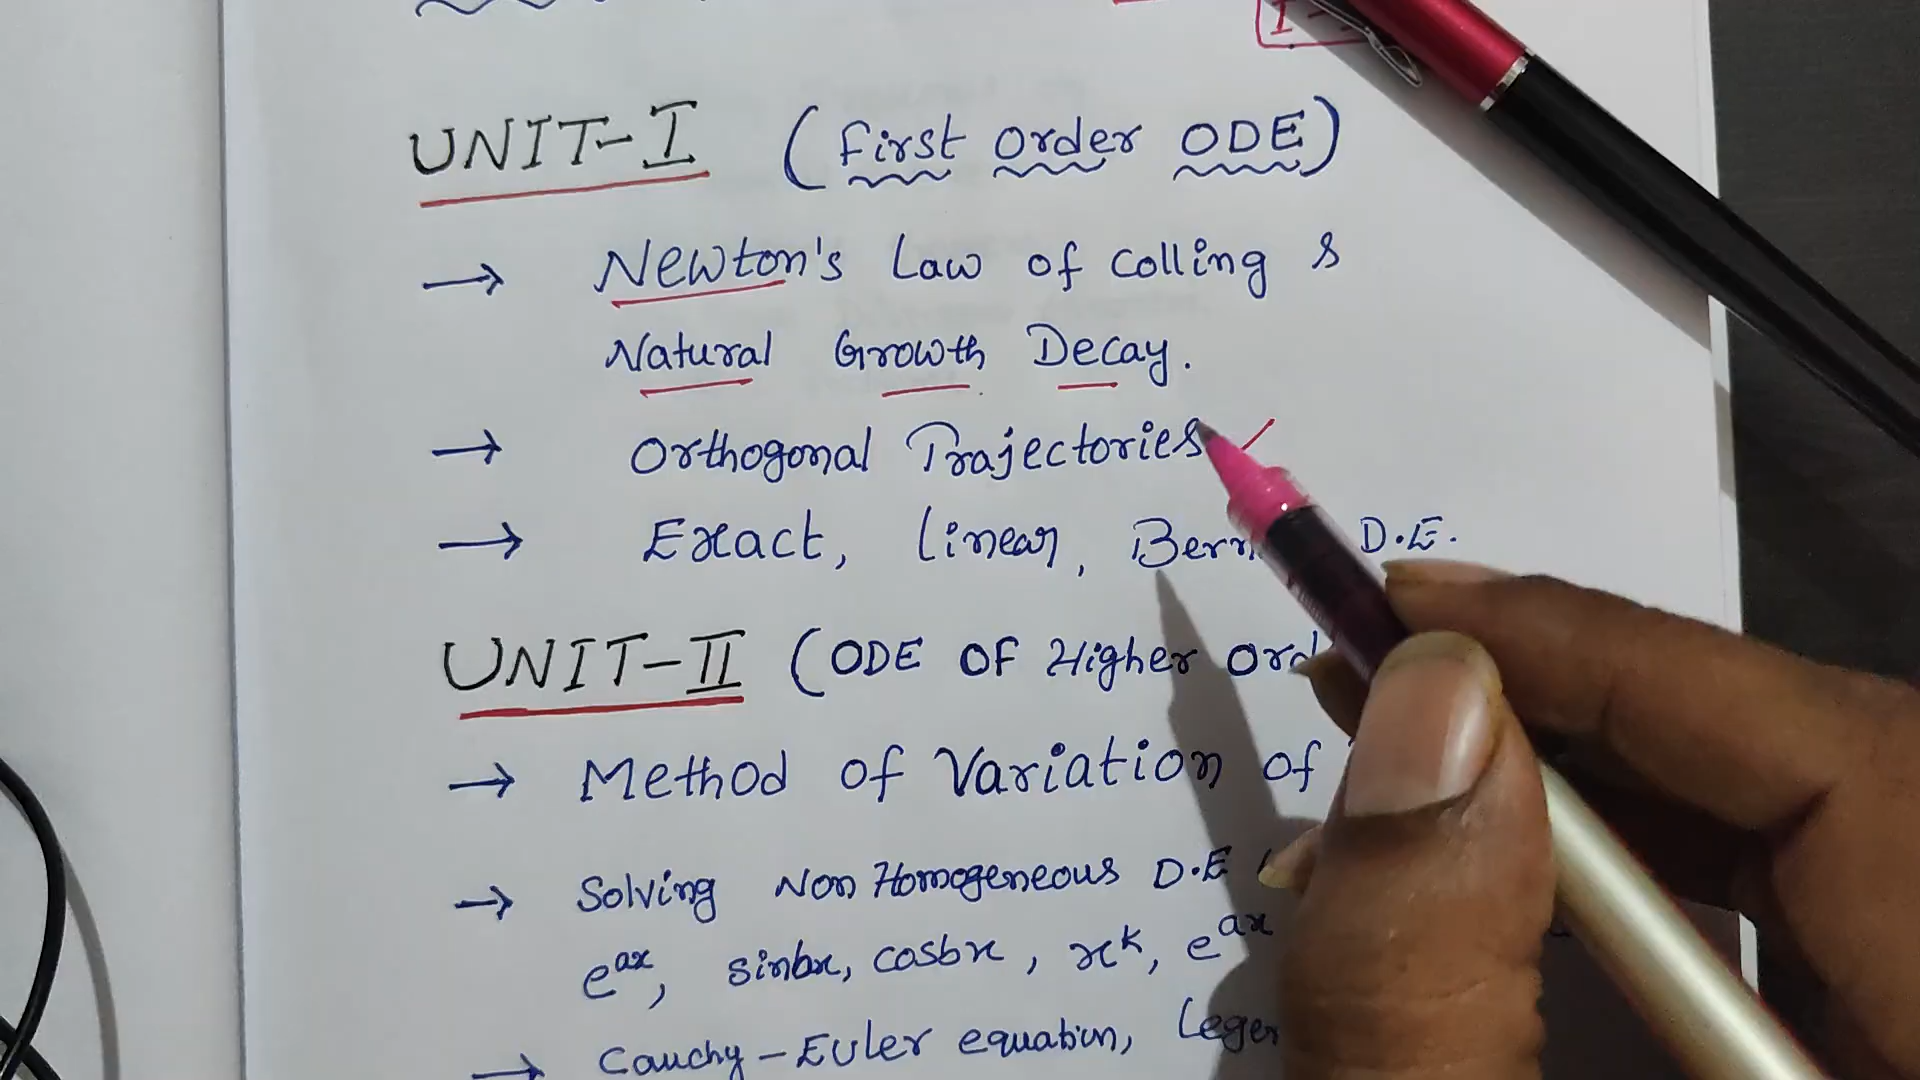 UNIT-I (First Order ODE)
→ Newton's Law of Colling &
Natural Growth Decay.
→ Orthogonal Trajectories ✓
→ Exact, Linear, D.E.
UNIT-II (ODE OF Higher
→ Method of Variation of
→ Solving Non Homogeneous D.E
e^ax, sinbx, cosbx, x^k, e^ax
→ Cauchy-Euler equation,